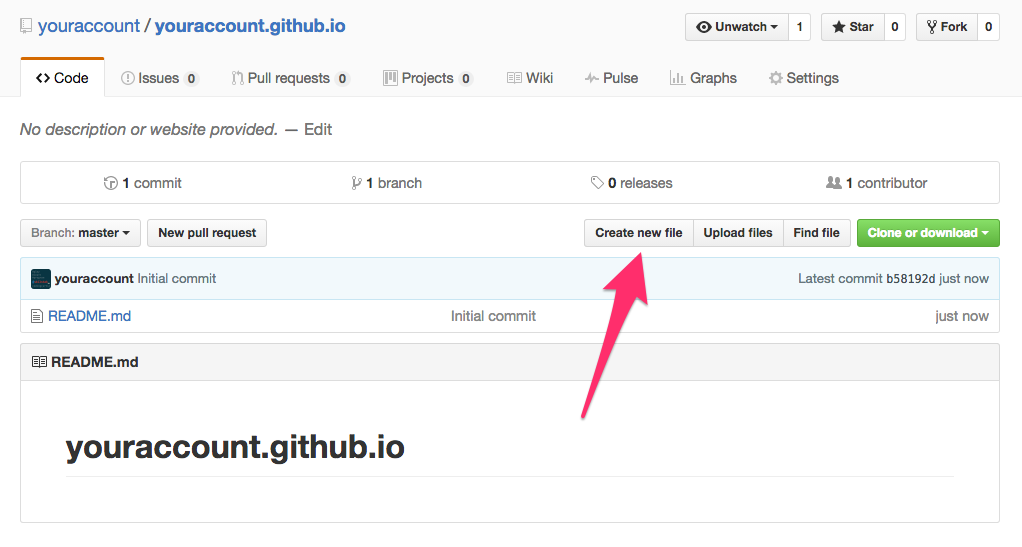 youraccount / youraccount.github.io Unwatch 1 Star 0 Fork 0
Code Issues 0 Pull requests 0 Projects 0 Wiki Pulse Graphs Settings
No description or website provided. — Edit
1 commit 1 branch 0 releases 1 contributor
Branch: master New pull request Create new file Upload files Find file Clone or download
youraccount Initial commit Latest commit b58192d just now
README.md Initial commit just now
README.md
youraccount.github.io